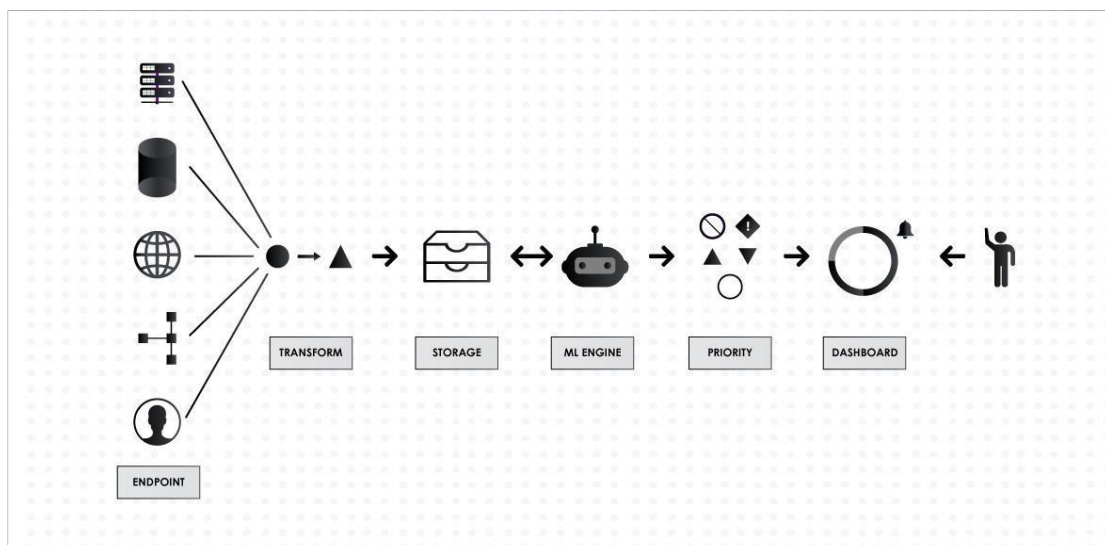 TRANSFORM
STORAGE
ML ENGINE
PRIORITY
DASHBOARD
ENDPOINT